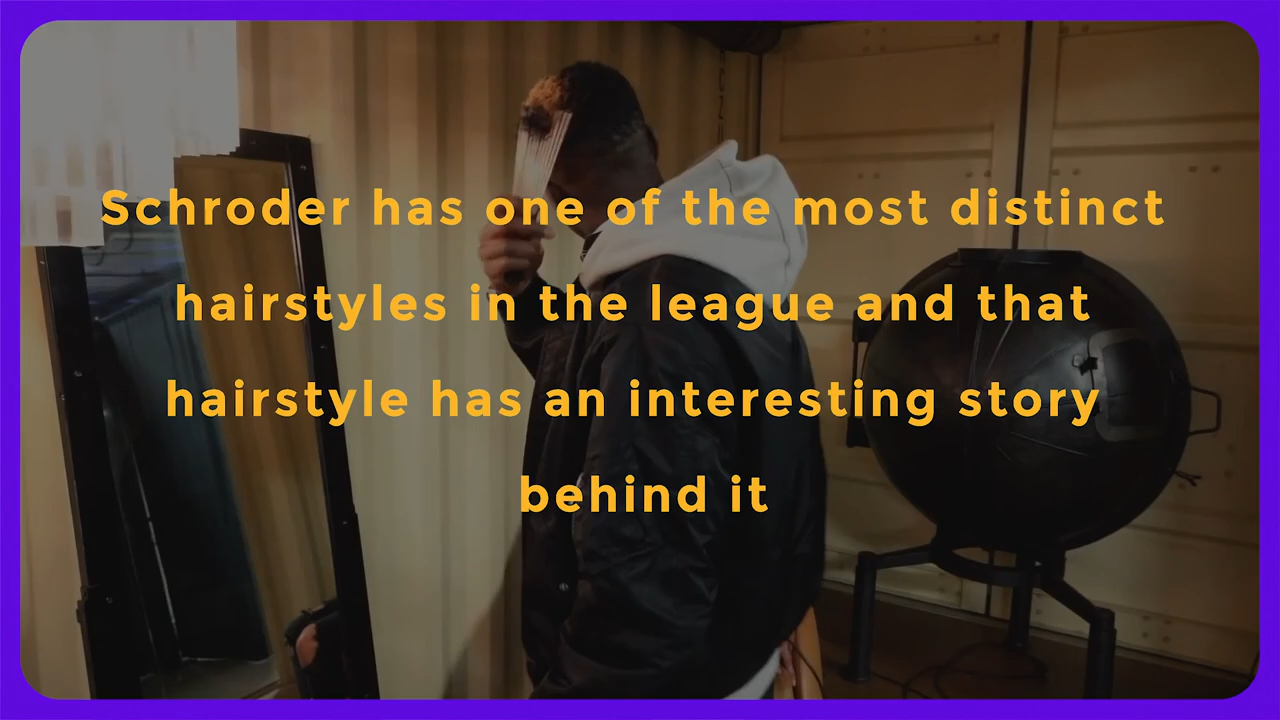 Schroder has one of the most distinct
hairstyles in the league and that
hairstyle has an interesting story
behind it